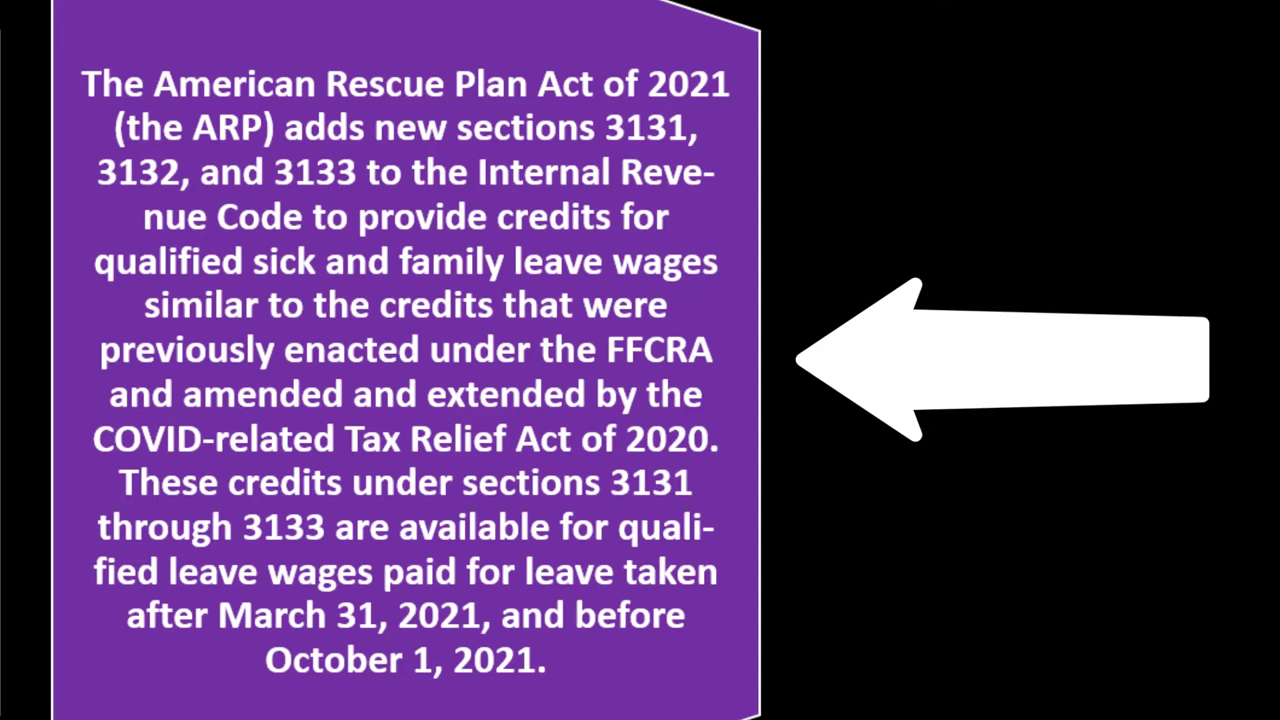 The American Rescue Plan Act of 2021
(the ARP) adds new sections 3131,
3132, and 3133 to the Internal Reve-
nue Code to provide credits for
qualified sick and family leave wages
similar to the credits that were
previously enacted under the FFCRA
and amended and extended by the
COVID-related Tax Relief Act of 2020.
These credits under sections 3131
through 3133 are available for quali-
fied leave wages paid for leave taken
after March 31, 2021, and before
October 1, 2021.